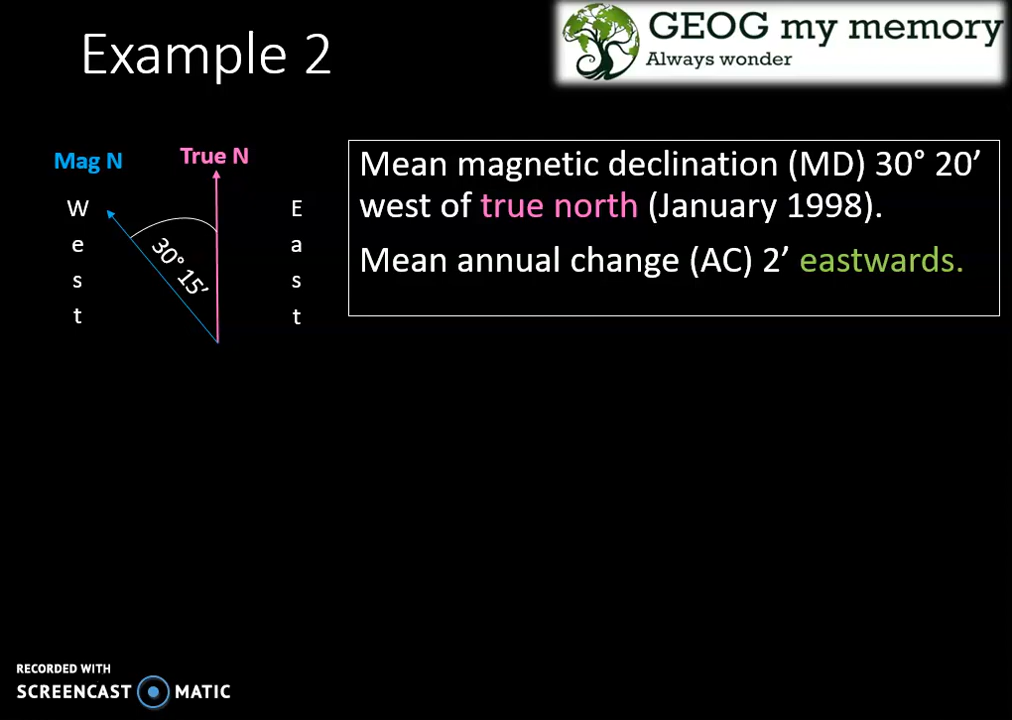 Example 2
GEOG my memory
Always wonder
Mag N
True N
W
e
s
t
30° 15’
E
a
s
t
Mean magnetic declination (MD) 30° 20’
west of true north (January 1998).
Mean annual change (AC) 2’ eastwards.
RECORDED WITH
SCREENCAST MATIC